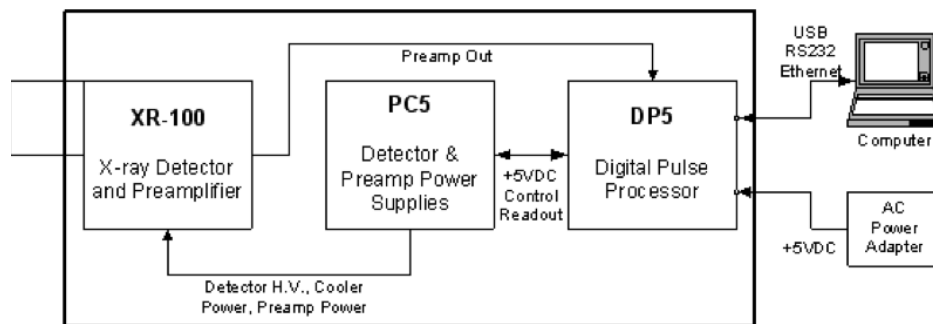 USB
RS232
Ethernet
Preamp Out
XR-100
X-ray Detector
and Preamplifier
PC5
Detector &
Preamp Power
Supplies
+5VDC
Control
Readout
DP5
Digital Pulse
Processor
Computer
+5VDC
AC
Power
Adapter
Detector H.V., Cooler
Power, Preamp Power